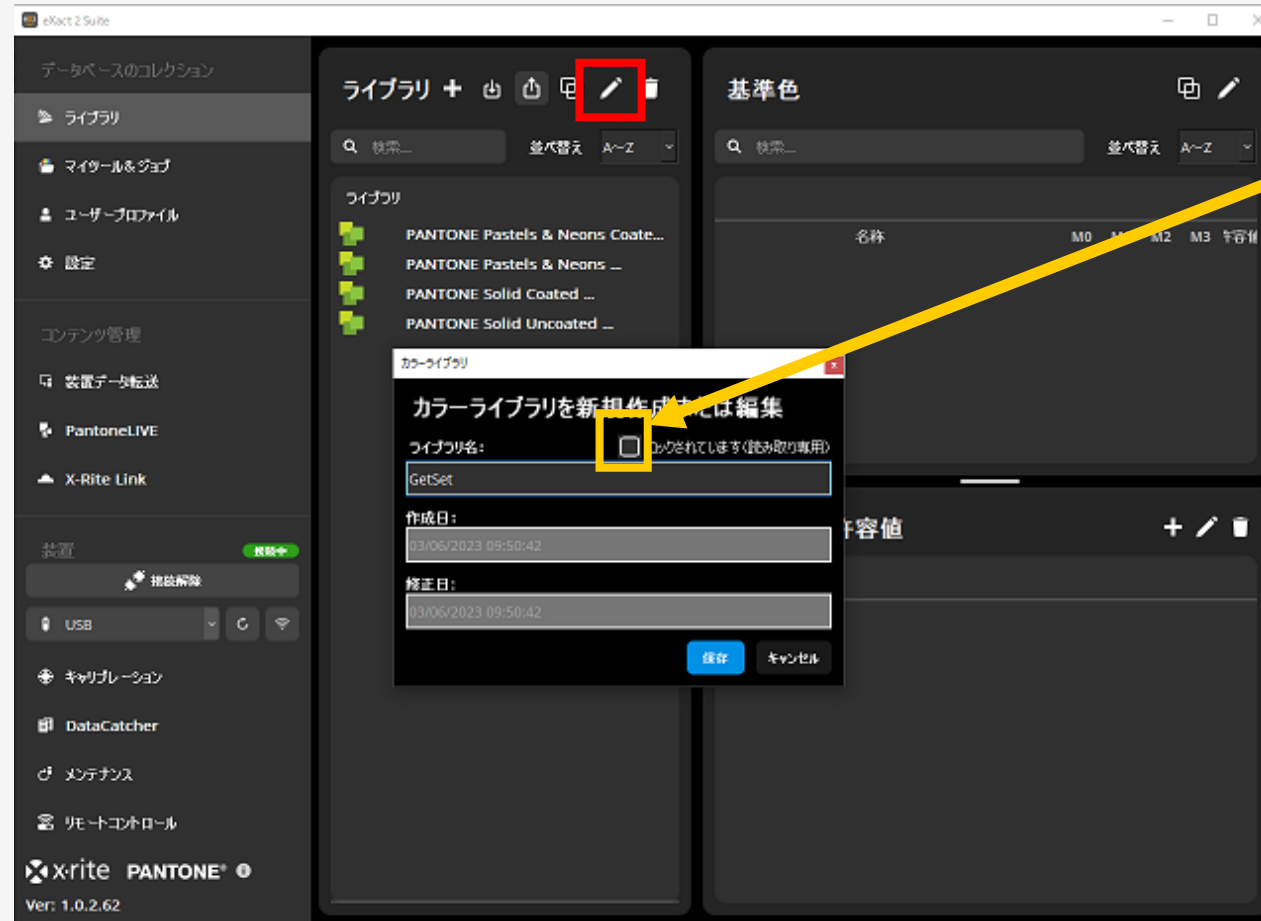 eXact 2 Suite
データベースのコレクション
ライブラリ
マイツール&ジョブ
ユーザープロファイル
設定
コンテンツ管理
装置データ転送
PantoneLIVE
X-Rite Link
装置
接続中
接続解除
USB
キャリブレーション
DataCatcher
メンテナンス
リモートコントロール
x·rite PANTONE®
Ver: 1.0.2.62
ライブラリ
検索...
並べ替え A~Z
ライブラリ
PANTONE Pastels & Neons Coate...
PANTONE Pastels & Neons ...
PANTONE Solid Coated ...
PANTONE Solid Uncoated ...
基準色
検索...
並べ替え A~Z
名称 M0 M2 M3
カラーライブラリ
カラーライブラリを新規作成または編集
ライブラリ名:
ロックされています(読み取り専用)
GetSet
作成日:
03/06/2023 09:50:42
修正日:
03/06/2023 09:50:42
保存 キャンセル
許容値